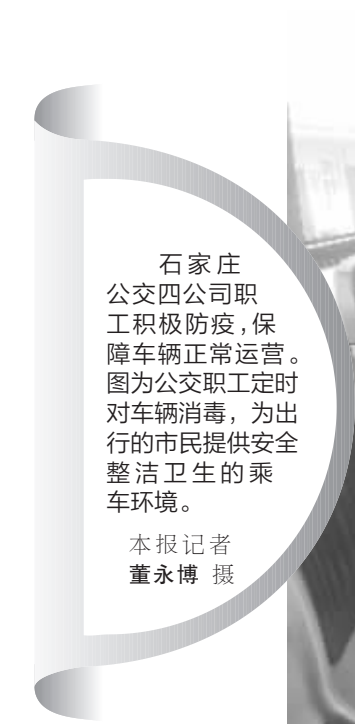 石家庄
公交四公司职
工积极防疫,保
障车辆正常运营。
图为公交职工定时
对车辆消毒，为出
行的市民提供安全
整洁卫生的乘
车环境。
本报记者
董永博 摄